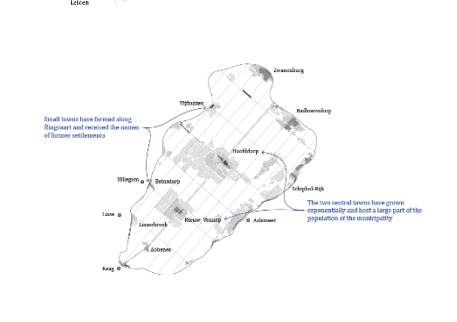 Leiden
Zwanenburg
Vijfhuizen
Badhoevedorp
Small towns have formed along
Ringvaart and received the names
of former settlements
Hoofddorp
Hillegom
Beinsdorp
Schiphol-Rijk
The two central towns have grown
exponentially and host a large part of the
population of the municipality
Lisse
Lisserbroek
Nieuw Vennep
Aalsmeer
Abbenes
Kaag